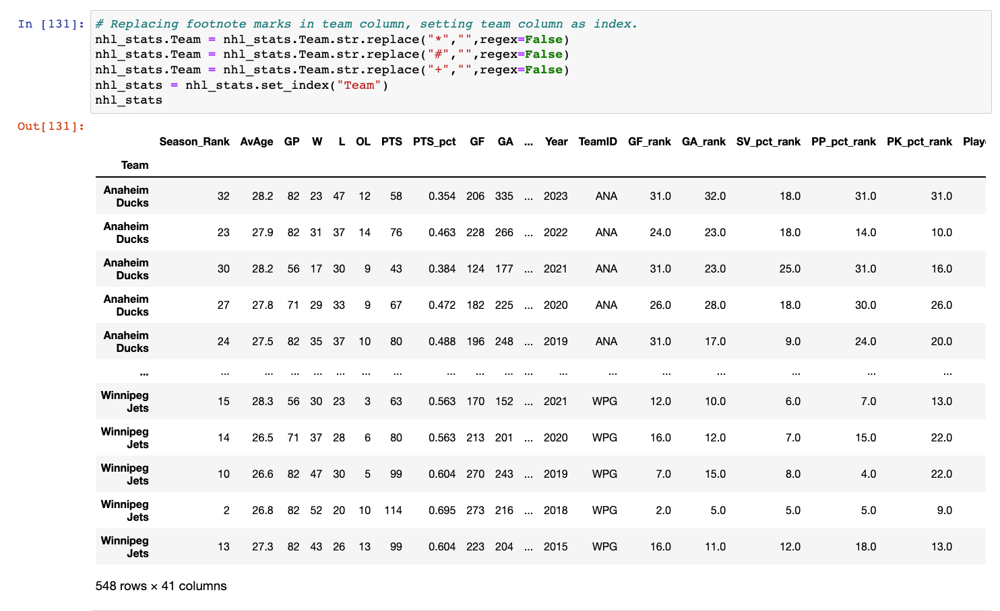 In [131]: # Replacing footnote marks in team column, setting team column as index.
nhl_stats.Team = nhl_stats.Team.str.replace("*","",regex=False)
nhl_stats.Team = nhl_stats.Team.str.replace("#","",regex=False)
nhl_stats.Team = nhl_stats.Team.str.replace("+","",regex=False)
nhl_stats = nhl_stats.set_index("Team")
nhl_stats
Out[131]:
Season_Rank AvAge GP W L OL PTS PTS_pct GF GA ... Year TeamID GF_rank GA_rank SV_pct_rank PP_pct_rank PK_pct_rank Play
Team
Anaheim Ducks 32 28.2 82 23 47 12 58 0.354 206 335 ... 2023 ANA 31.0 32.0 18.0 31.0 31.0
Anaheim Ducks 23 27.9 82 31 37 14 76 0.463 228 266 ... 2022 ANA 24.0 23.0 18.0 14.0 10.0
Anaheim Ducks 30 28.2 56 17 30 9 43 0.384 124 177 ... 2021 ANA 31.0 23.0 25.0 31.0 16.0
Anaheim Ducks 27 27.8 71 29 33 9 67 0.472 182 225 ... 2020 ANA 26.0 28.0 18.0 30.0 26.0
Anaheim Ducks 24 27.5 82 35 37 10 80 0.488 196 248 ... 2019 ANA 31.0 17.0 9.0 24.0 20.0
... ... ... ... ... ... ... ... ... ... ... ... ... ... ... ... ... ... ...
Winnipeg Jets 15 28.3 56 30 23 3 63 0.563 170 152 ... 2021 WPG 12.0 10.0 6.0 7.0 13.0
Winnipeg Jets 14 26.5 71 37 28 6 80 0.563 213 201 ... 2020 WPG 16.0 12.0 7.0 15.0 22.0
Winnipeg Jets 10 26.6 82 47 30 5 99 0.604 270 243 ... 2019 WPG 7.0 15.0 8.0 4.0 22.0
Winnipeg Jets 2 26.8 82 52 20 10 114 0.695 273 216 ... 2018 WPG 2.0 5.0 5.0 5.0 9.0
Winnipeg Jets 13 27.3 82 43 26 13 99 0.604 223 204 ... 2015 WPG 16.0 11.0 12.0 18.0 13.0
548 rows × 41 columns